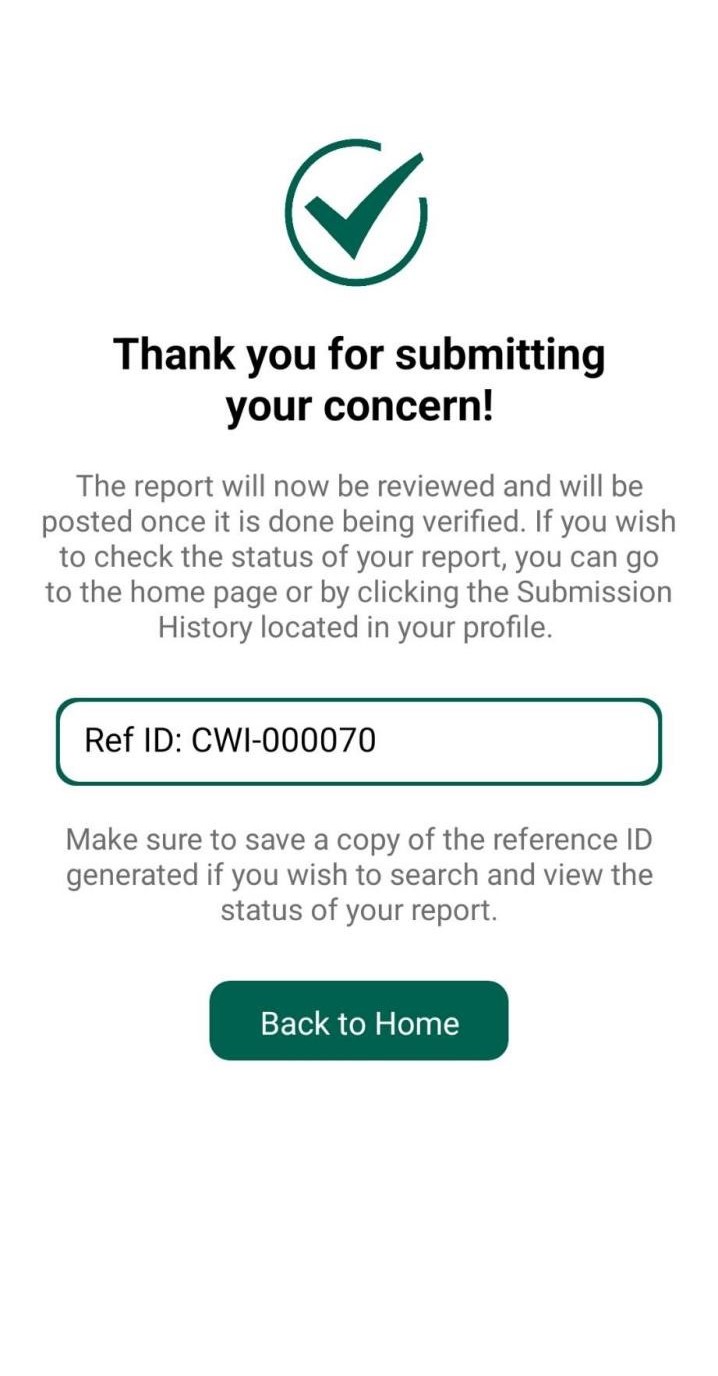 Thank you for submitting
your concern!
The report will now be reviewed and will be
posted once it is done being verified. If you wish
to check the status of your report, you can go
to the home page or by clicking the Submission
History located in your profile.
Ref ID: CWI-000070
Make sure to save a copy of the reference ID
generated if you wish to search and view the
status of your report.
Back to Home